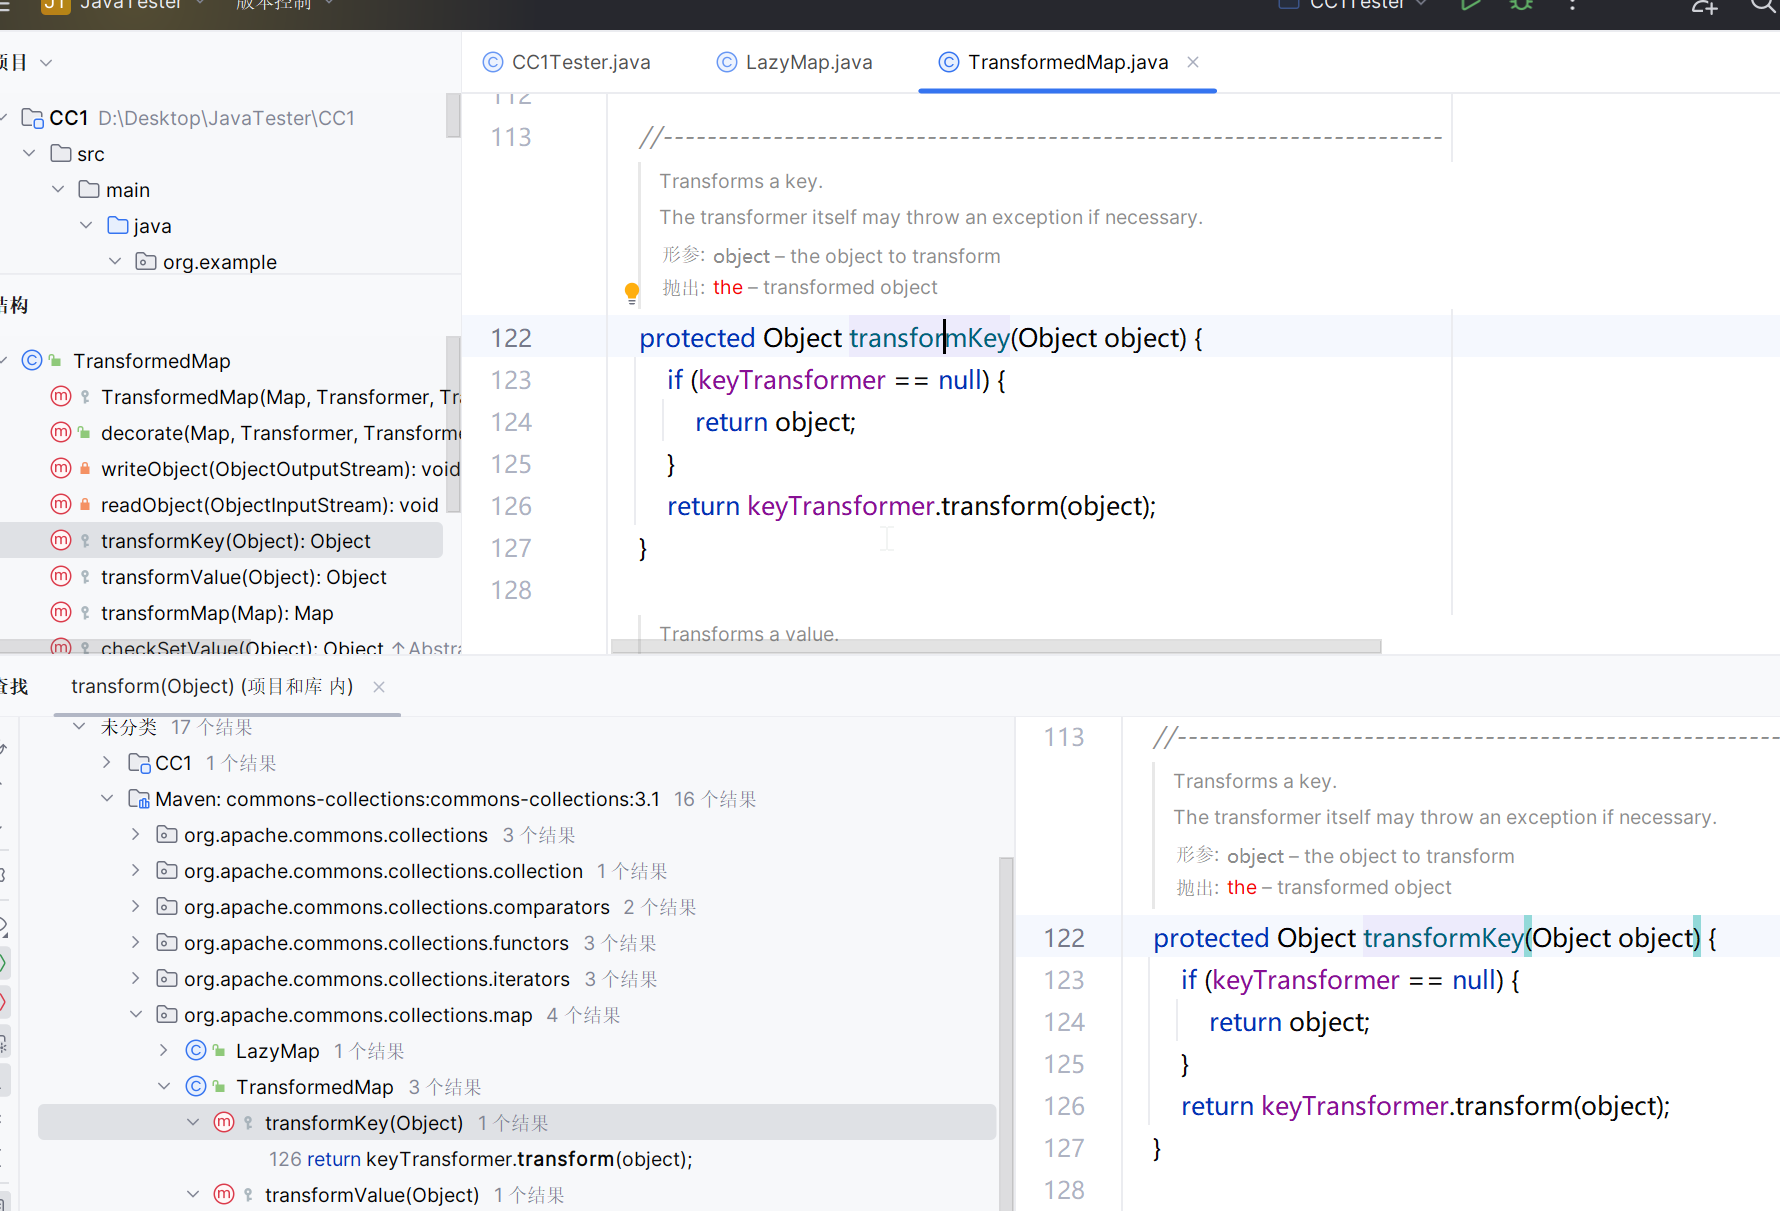 JavaTester
版本控制
CC1Tester
项目
CC1Tester.java
LazyMap.java
TransformedMap.java
CC1 D:\Desktop\JavaTester\CC1
src
main
java
org.example
结构
TransformedMap
TransformedMap(Map, Transformer, Tra
decorate(Map, Transformer, Transforme
writeObject(ObjectOutputStream): void
readObject(ObjectInputStream): void
transformKey(Object): Object
transformValue(Object): Object
transformMap(Map): Map
checkSetValue(Object): Object ↑Abstra
112
113 //-----------------------------------------------------------------------
Transforms a key.
The transformer itself may throw an exception if necessary.
形参: object – the object to transform
抛出: the – transformed object
122 protected Object transformKey(Object object) {
123 if (keyTransformer == null) {
124 return object;
125 }
126 return keyTransformer.transform(object);
127 }
128
Transforms a value.
查找 transform(Object) (项目和库 内)
未分类 17 个结果
CC1 1 个结果
Maven: commons-collections:commons-collections:3.1 16 个结果
org.apache.commons.collections 3 个结果
org.apache.commons.collections.collection 1 个结果
org.apache.commons.collections.comparators 2 个结果
org.apache.commons.collections.functors 3 个结果
org.apache.commons.collections.iterators 3 个结果
org.apache.commons.collections.map 4 个结果
LazyMap 1 个结果
TransformedMap 3 个结果
transformKey(Object) 1 个结果
126 return keyTransformer.transform(object);
transformValue(Object) 1 个结果
113 //-----------------------------------------------------------
Transforms a key.
The transformer itself may throw an exception if necessary.
形参: object – the object to transform
抛出: the – transformed object
122 protected Object transformKey(Object object) {
123 if (keyTransformer == null) {
124 return object;
125 }
126 return keyTransformer.transform(object);
127 }
128